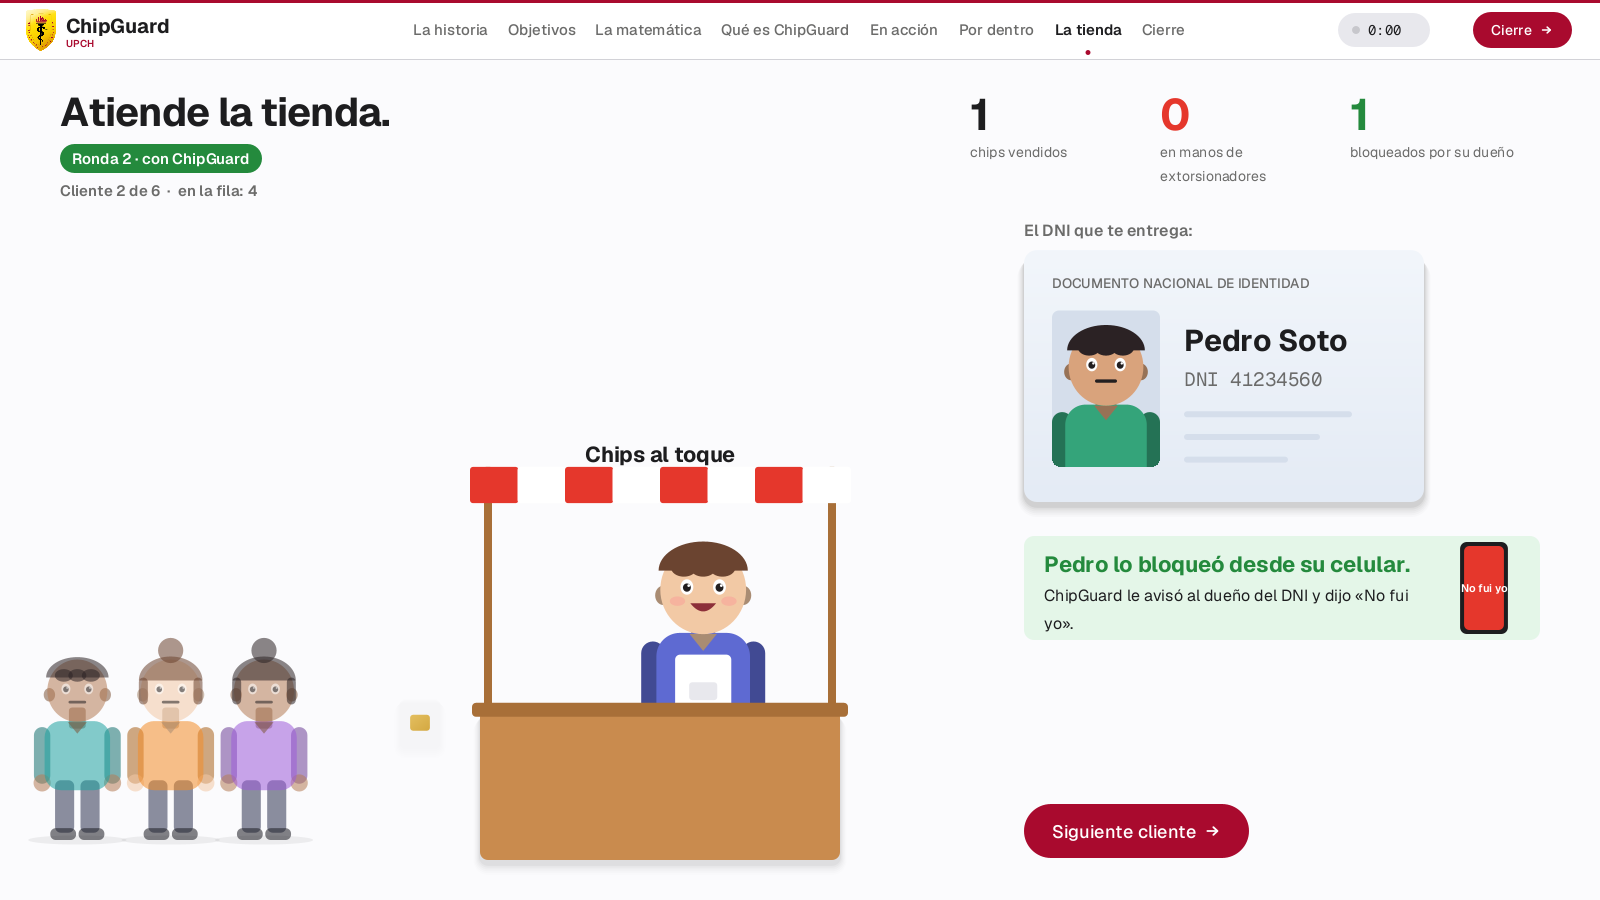 ChipGuard
UPCH
La historia
Objetivos
La matemática
Qué es ChipGuard
En acción
Por dentro
La tienda
Cierre
0:00
Cierre →
Atiende la tienda.
Ronda 2 · con ChipGuard
Cliente 2 de 6 · en la fila: 4
1
chips vendidos
0
en manos de
extorsionadores
1
bloqueados por su dueño
El DNI que te entrega:
DOCUMENTO NACIONAL DE IDENTIDAD
Pedro Soto
DNI 41234560
Chips al toque
Pedro lo bloqueó desde su celular.
ChipGuard le avisó al dueño del DNI y dijo «No fui
yo».
No fui yo
Siguiente cliente →